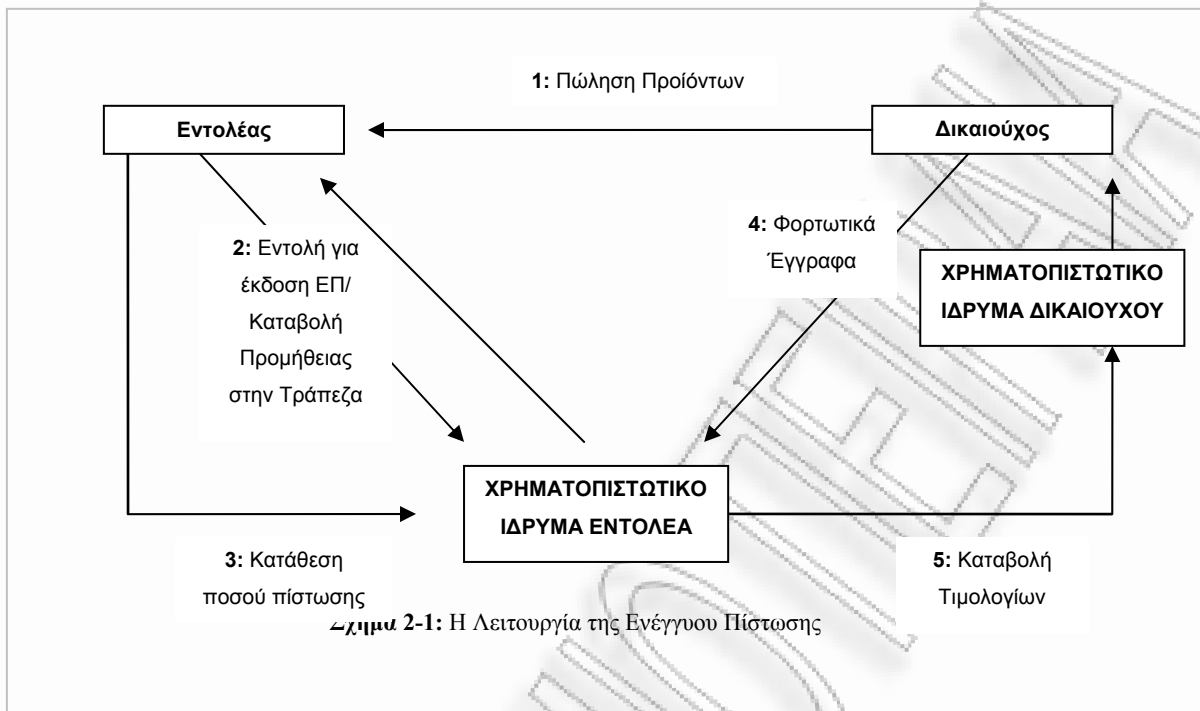 1: Πώληση Προίόντων
Εντολέας
Δικαιούχος
2: Εντολή για
έκδοση ΕΠ/
Καταβολή
Προμήθειας
στην Τράπεζα
4: Φορτωτικά
Έγγραφα
ΧΡΗΜΑΤΟΠΙΣΤΩΤΙΚΟ
ΙΔΡΥΜΑ ΔΙΚΑΙΟΥΧΟΥ
ΧΡΗΜΑΤΟΠΙΣΤΩΤΙΚΟ
ΙΔΡΥΜΑ ΕΝΤΟΛΕΑ
3: Κατάθεση
ποσού πίστωσης
5: Καταβολή
Τιμολογίων
Σχήμα 2-1: Η Λειτουργία της Ενέγγυου Πίστωσης